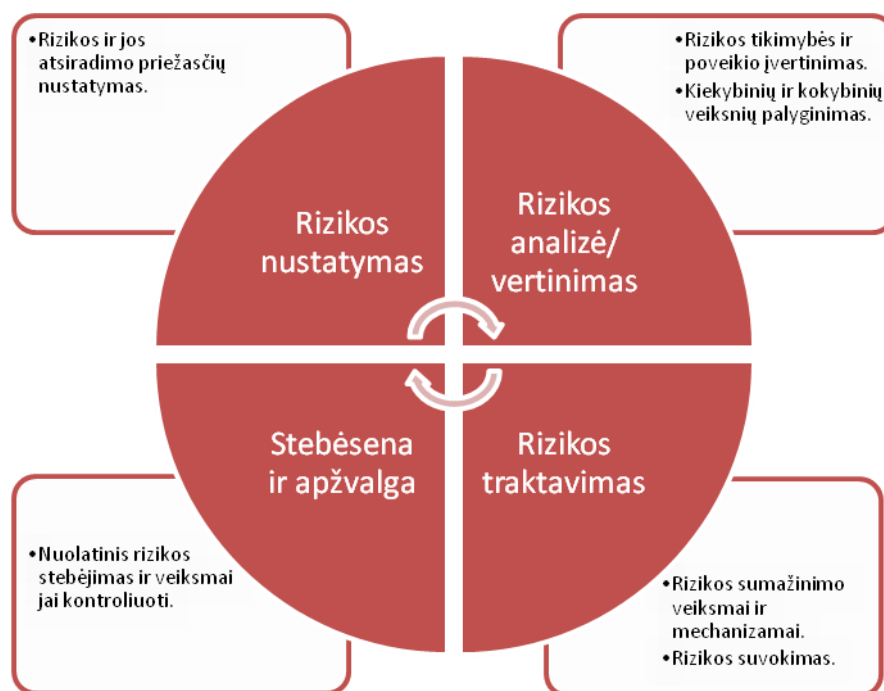 •Rizikos ir jos
atsiradimo priežasčių
nustatymas.
•Rizikos tikimybės ir
poveikio įvertinimas.
•Kiekybinių ir kokybinių
veiksnių palyginimas.
Rizikos
nustatymas
Rizikos
analizė/
vertinimas
Stebėsena
ir apžvalga
Rizikos
traktavimas
•Nuolatinis rizikos
stebėjimas ir veiksmai
jai kontroliuoti.
•Rizikos sumažinimo
veiksmai ir
mechanizamai.
•Rizikos suvokimas.